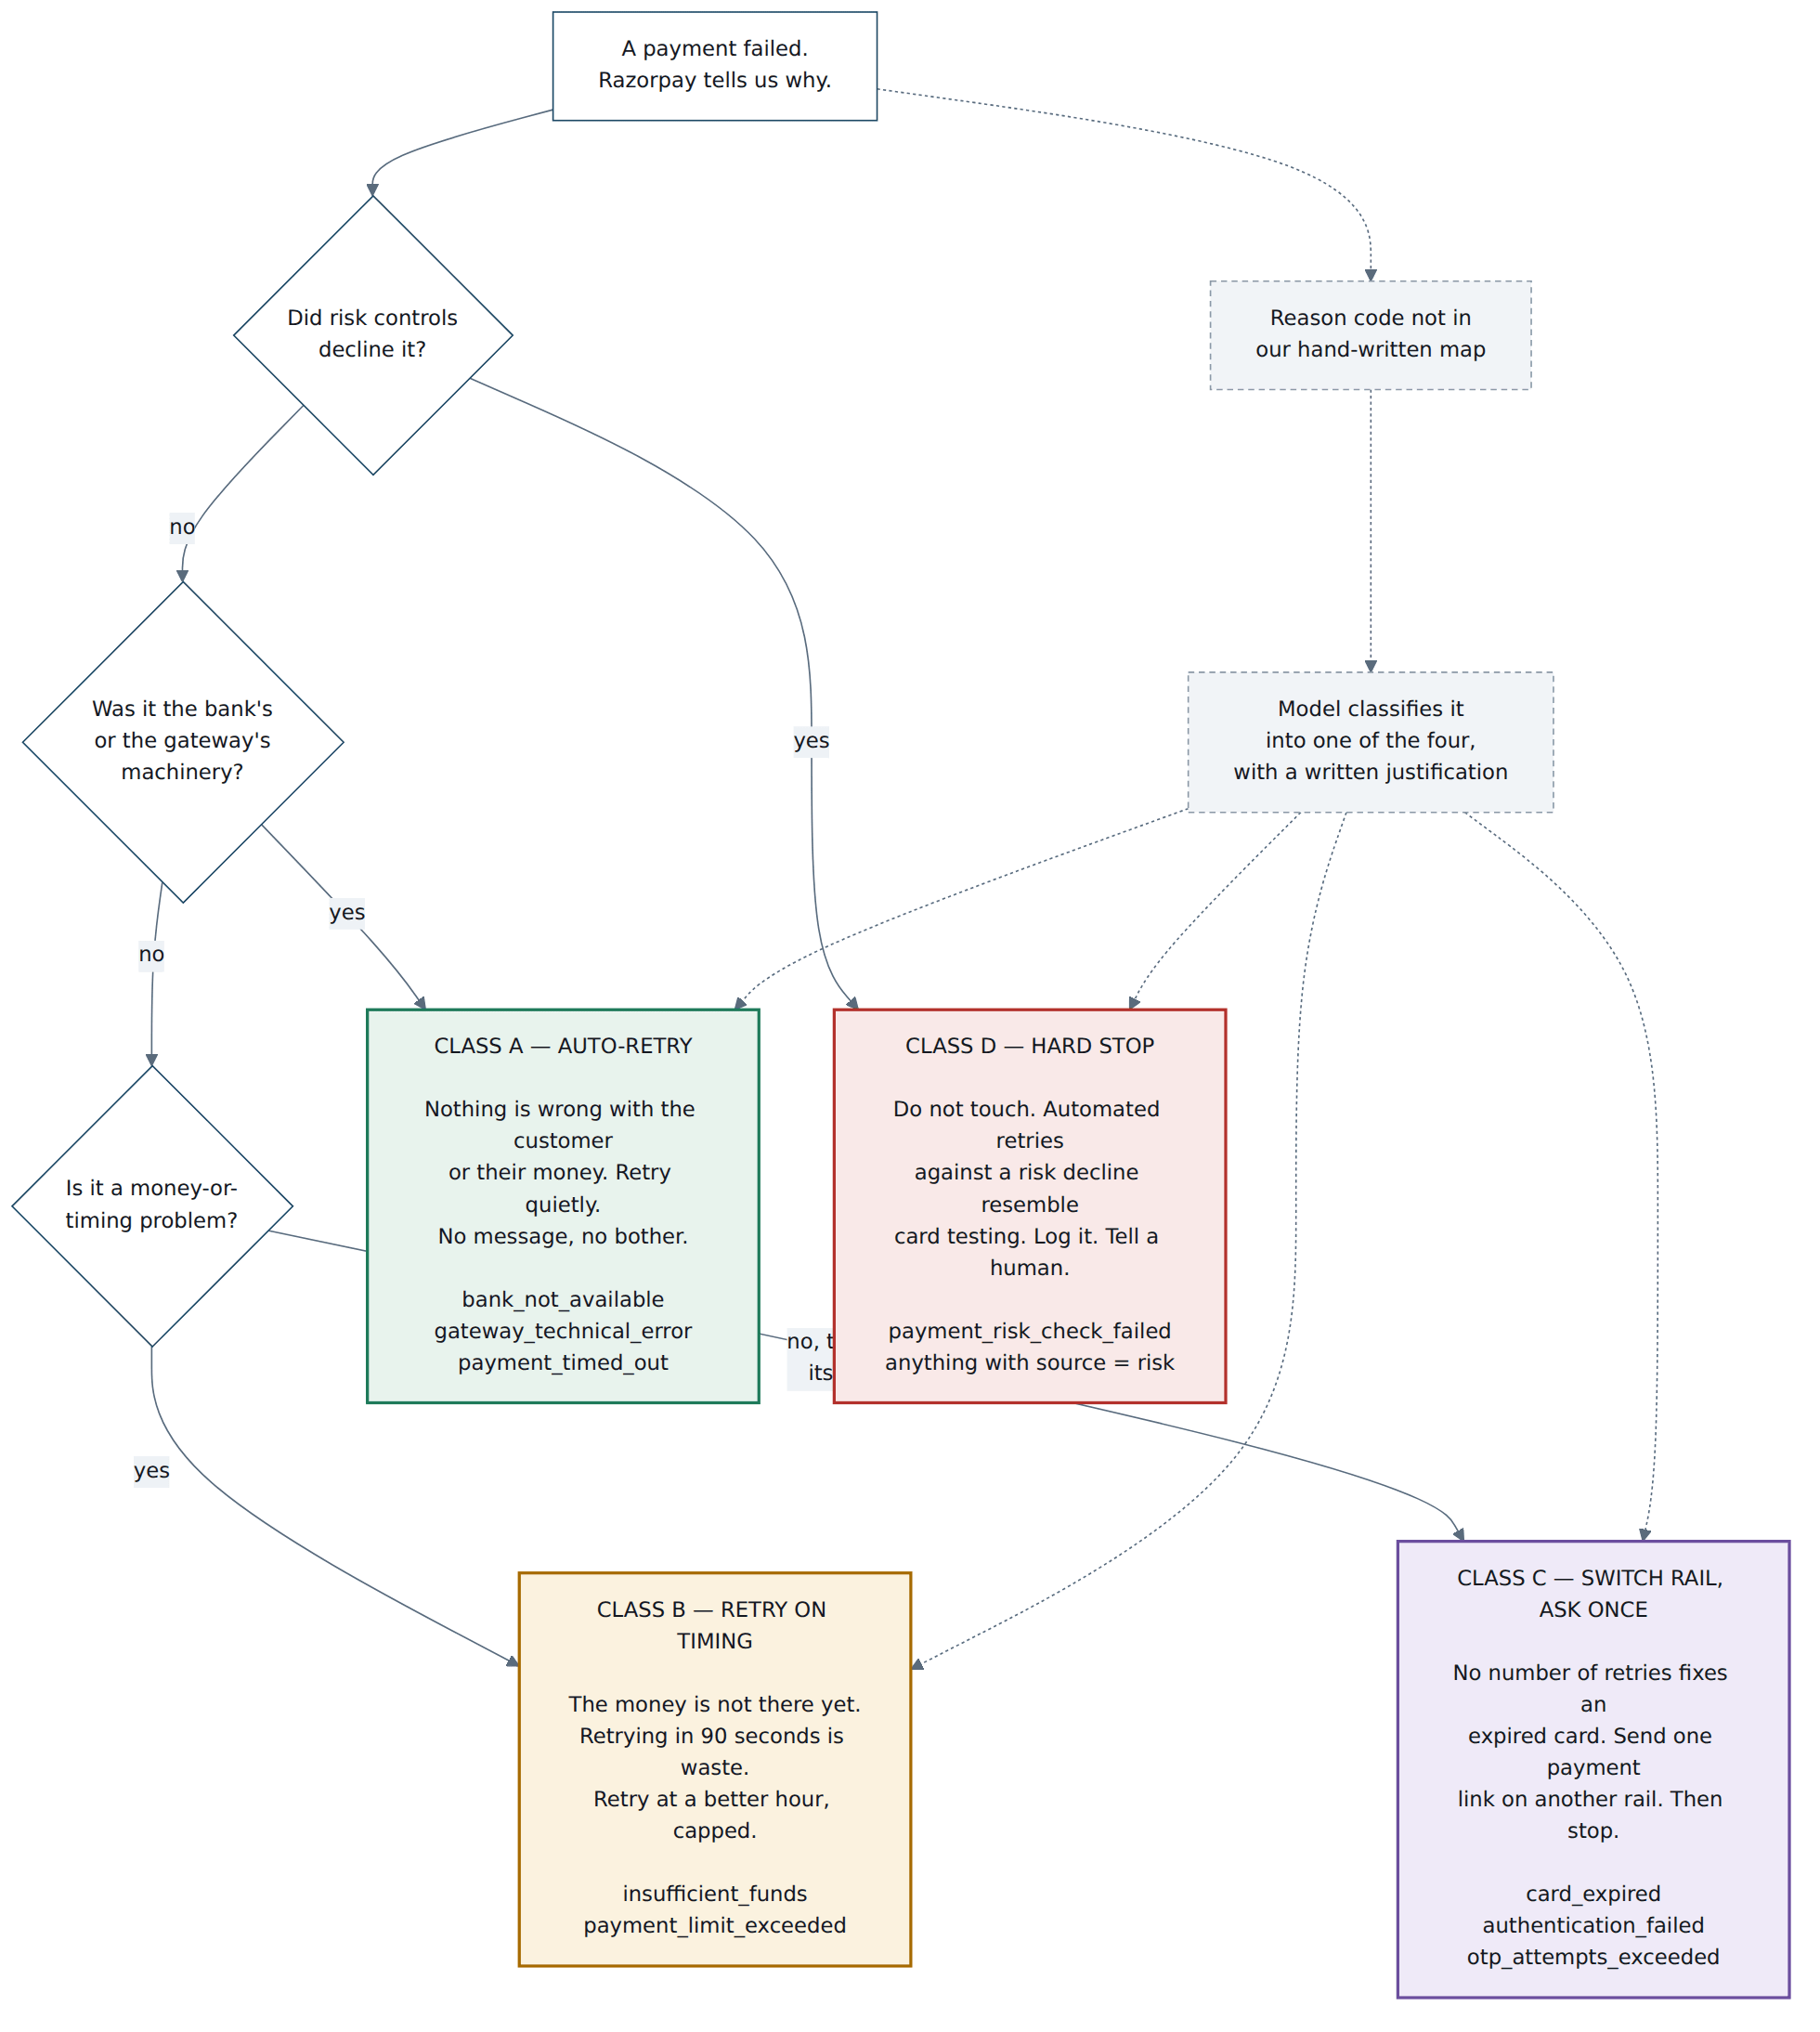 A payment failed.
Razorpay tells us why.
Did risk controls
decline it?
Reason code not in
our hand-written map
no
Was it the bank's
or the gateway's
machinery?
yes
Model classifies it
into one of the four,
with a written justification
yes
no
CLASS A — AUTO-RETRY
Nothing is wrong with the
customer
or their money. Retry
quietly.
No message, no bother.
bank_not_available
gateway_technical_error
payment_timed_out
CLASS D — HARD STOP
Do not touch. Automated
retries
against a risk decline
resemble
card testing. Log it. Tell a
human.
payment_risk_check_failed
anything with source = risk
Is it a money-or-
timing problem?
no,
its
yes
CLASS B — RETRY ON
TIMING
The money is not there yet.
Retrying in 90 seconds is
waste.
Retry at a better hour,
capped.
insufficient_funds
payment_limit_exceeded
CLASS C — SWITCH RAIL,
ASK ONCE
No number of retries fixes
an
expired card. Send one
payment
link on another rail. Then
stop.
card_expired
authentication_failed
otp_attempts_exceeded